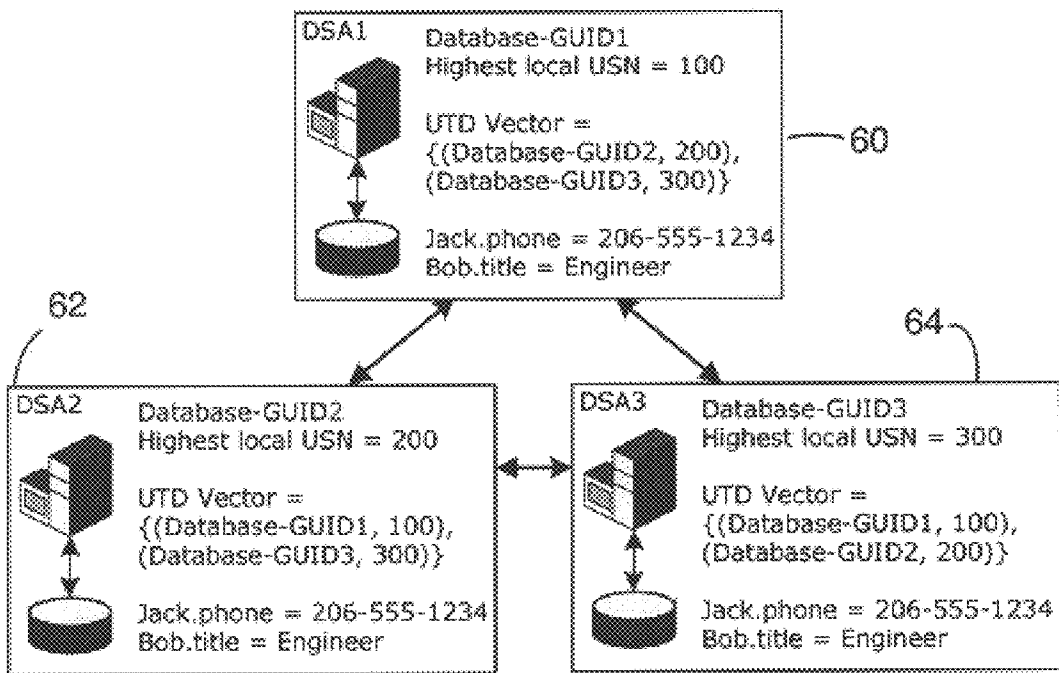 DSA1
Database-GUID1
Highest local USN = 100
UTD Vector =
{(Database-GUID2, 200),
(Database-GUID3, 300)}
Jack.phone = 206-555-1234
Bob.title = Engineer
60
62
DSA2
Database-GUID2
Highest local USN = 200
UTD Vector =
{(Database-GUID1, 100),
(Database-GUID3, 300)}
Jack.phone = 206-555-1234
Bob.title = Engineer
64
DSA3
Database-GUID3
Highest local USN = 300
UTD Vector =
{(Database-GUID1, 100),
(Database-GUID2, 200)}
Jack.phone = 206-555-1234
Bob.title = Engineer